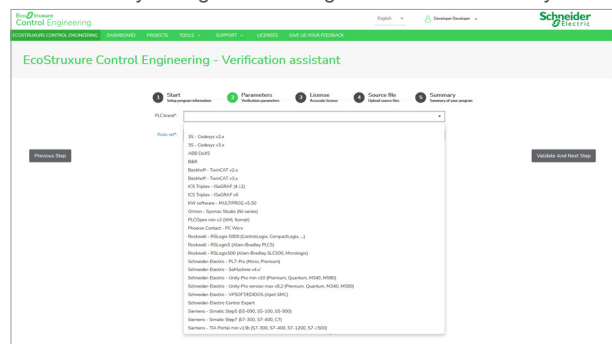 EcoStruxure
Control Engineering
English
Developer Developer
Schneider
Electric
ECOSTRUXURE CONTROL ENGINEERING DASHBOARD PROJECTS TOOLS SUPPORT LICENSES GIVE US YOUR FEEDBACK
EcoStruxure Control Engineering - Verification assistant
1 Start
Setup program information
2 Parameters
Verification parameters
3 License
Associate license
4 Source file
Upload source files
5 Summary
Summary of your program
PLC brand*:
Rules set*:
Previous Step
Validate And Next Step
3S - Codesys v2.x
3S - Codesys v3.x
ABB
B&R
Beckhoff - TwinCAT v2.x
Beckhoff - TwinCAT v3.x
ICS Triplex - ISaGRAF (4.12)
ICS Triplex - ISaGRAF v6
KW software - MULTIPROG v5.50
Omron - Sysmac Studio (NJ series)
PLCOpen min v2 (XML format)
Phoenix Contact - PC Worx
Rockwell - RSLogix 5000 (ControlLogix, CompactLogix, ...)
Rockwell - RSLogix5 (Allen-Bradley PLC5)
Rockwell - RSLogix500 (Allen-Bradley SLC500, Micrologix)
Schneider-Electric - PL7-Pro (Micro, Premium)
Schneider-Electric - SoMachine v4.x
Schneider-Electric - Unity-Pro min v10 (Premium, Quantum, M340, M580)
Schneider-Electric - Unity-Pro version max v8.2 (Premium, Quantum, M340, M580)
Schneider-Electric - VPSOFT/EDIDOS (April SMC)
Schneider-Electric Control Expert
Siemens - Simatic Step5 (S5-090, S5-100, S5-900)
Siemens - Simatic Step7 (S7-300, S7-400, C7)
Siemens - TIA Portal min v13b (S7-300, S7-400, S7-1200, S7-1500)